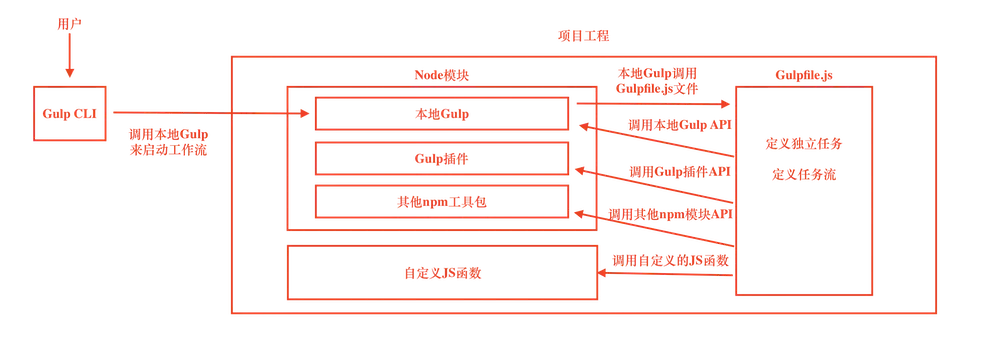 用户
项目工程
Gulp CLI
调用本地Gulp
来启动工作流
Node模块
本地Gulp
Gulp插件
其他npm工具包
自定义JS函数
本地Gulp调用
Gulpfile.js文件
调用本地Gulp API
调用Gulp插件API
调用其他npm模块API
调用自定义的JS函数
Gulpfile.js
定义独立任务
定义任务流